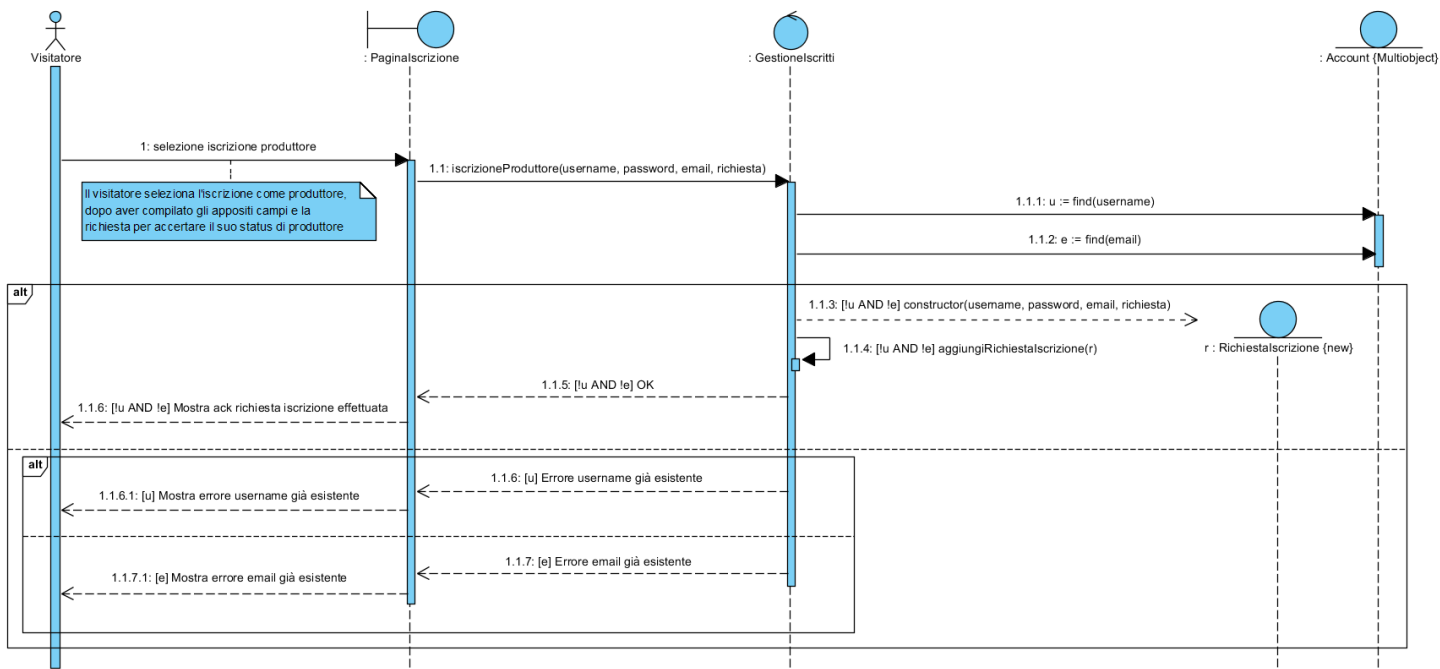 Visitatore
: PaginaIscrizione
: GestioneIscritti
: Account {Multiobject}
1: selezione iscrizione produttore
1.1: iscrizioneProduttore(username, password, email, richiesta)
Il visitatore seleziona l'iscrizione come produttore,
dopo aver compilato gli appositi campi e la
richiesta per accertare il suo status di produttore
1.1.1: u := find(username)
1.1.2: e := find(email)
alt
1.1.3: [!u AND !e] constructor(username, password, email, richiesta)
1.1.4: [!u AND !e] aggiungiRichiestaIscrizione(r)
r : RichiestaIscrizione {new}
1.1.5: [!u AND !e] OK
1.1.6: [!u AND !e] Mostra ack richiesta iscrizione effettuata
alt
1.1.6: [u] Errore username già esistente
1.1.6.1: [u] Mostra errore username già esistente
1.1.7: [e] Errore email già esistente
1.1.7.1: [e] Mostra errore email già esistente